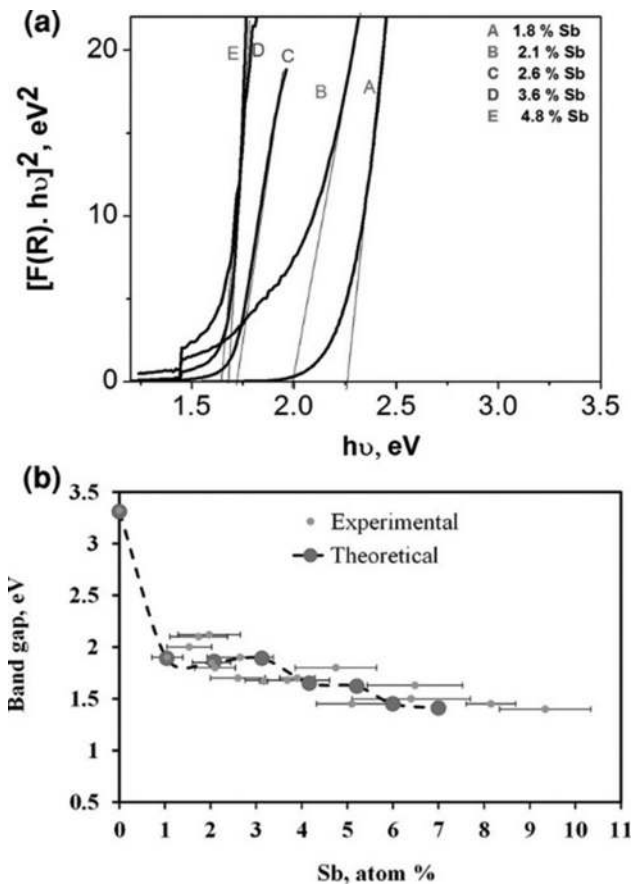 (a)
[F(R). hυ]², eV²
20
10
0
E
D
C
B
A
A 1.8 % Sb
B 2.1 % Sb
C 2.6 % Sb
D 3.6 % Sb
E 4.8 % Sb
1.5 2.0 2.5 3.0 3.5
hυ, eV
(b)
Band gap, eV
3.5
3
2.5
2
1.5
1
0.5
Experimental
Theoretical
0 1 2 3 4 5 6 7 8 9 10 11
Sb, atom %